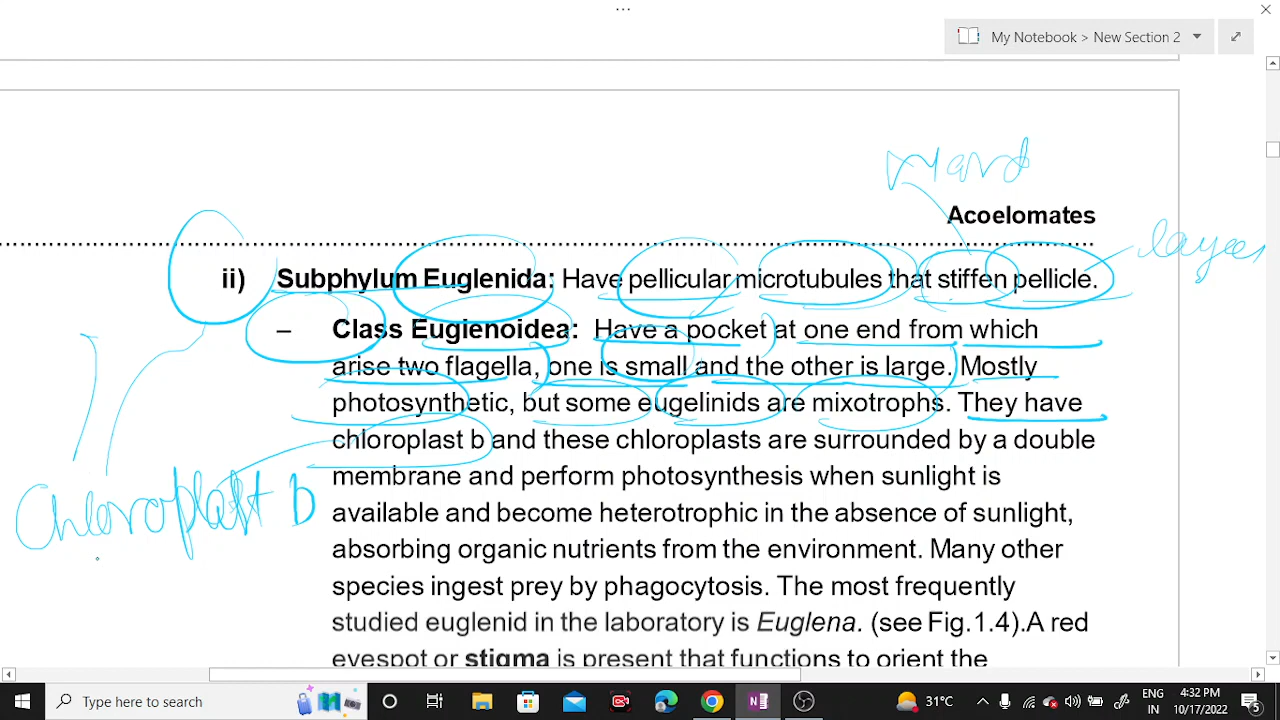 ...
My Notebook > New Section 2
Hard
Acoelomates
layer
ii) Subphylum Euglenida: Have pellicular microtubules that stiffen pellicle.
– Class Euglenoidea: Have a pocket at one end from which
arise two flagella, one is small and the other is large. Mostly
photosynthetic, but some eugelinids are mixotrophs. They have
chloroplast b and these chloroplasts are surrounded by a double
Chloroplast b
membrane and perform photosynthesis when sunlight is
available and become heterotrophic in the absence of sunlight,
absorbing organic nutrients from the environment. Many other
species ingest prey by phagocytosis. The most frequently
studied euglenid in the laboratory is Euglena. (see Fig.1.4).A red
eyespot or stigma is present that functions to orient the
Type here to search
31°C
ENG
IN
4:32 PM
10/17/2022
5